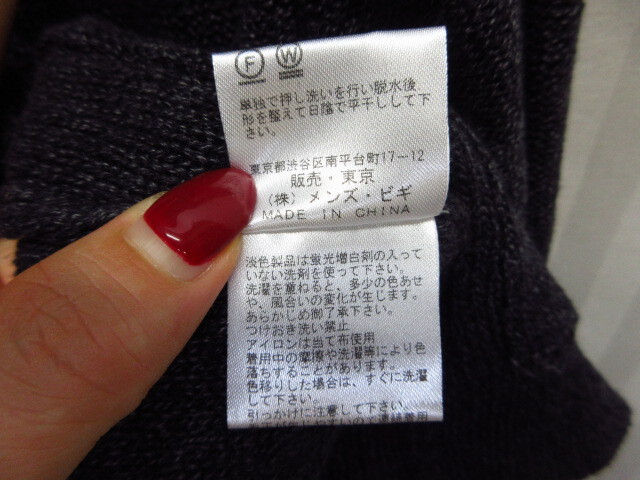 F W
単独で押し洗いを行い脱水後
形を整えて日陰で平干しして下
さい。
東京都渋谷区南平台町17-12
販売・東京
(株) メンズ・ビギ
MADE IN CHINA
淡色製品は蛍光増白剤の入って
いない洗剤を使って下さい。
洗濯を重ねると、多少の色あせ
や、風合いの変化が生じます。
あらかじめ御了承下さい。
つけおき洗い禁止
アイロンは当て布使用
着用中の摩擦や洗濯等により色
落ちすることがあります。
色移りした場合は、すぐに洗濯
して下さい。
引っかけに注意して下さい。